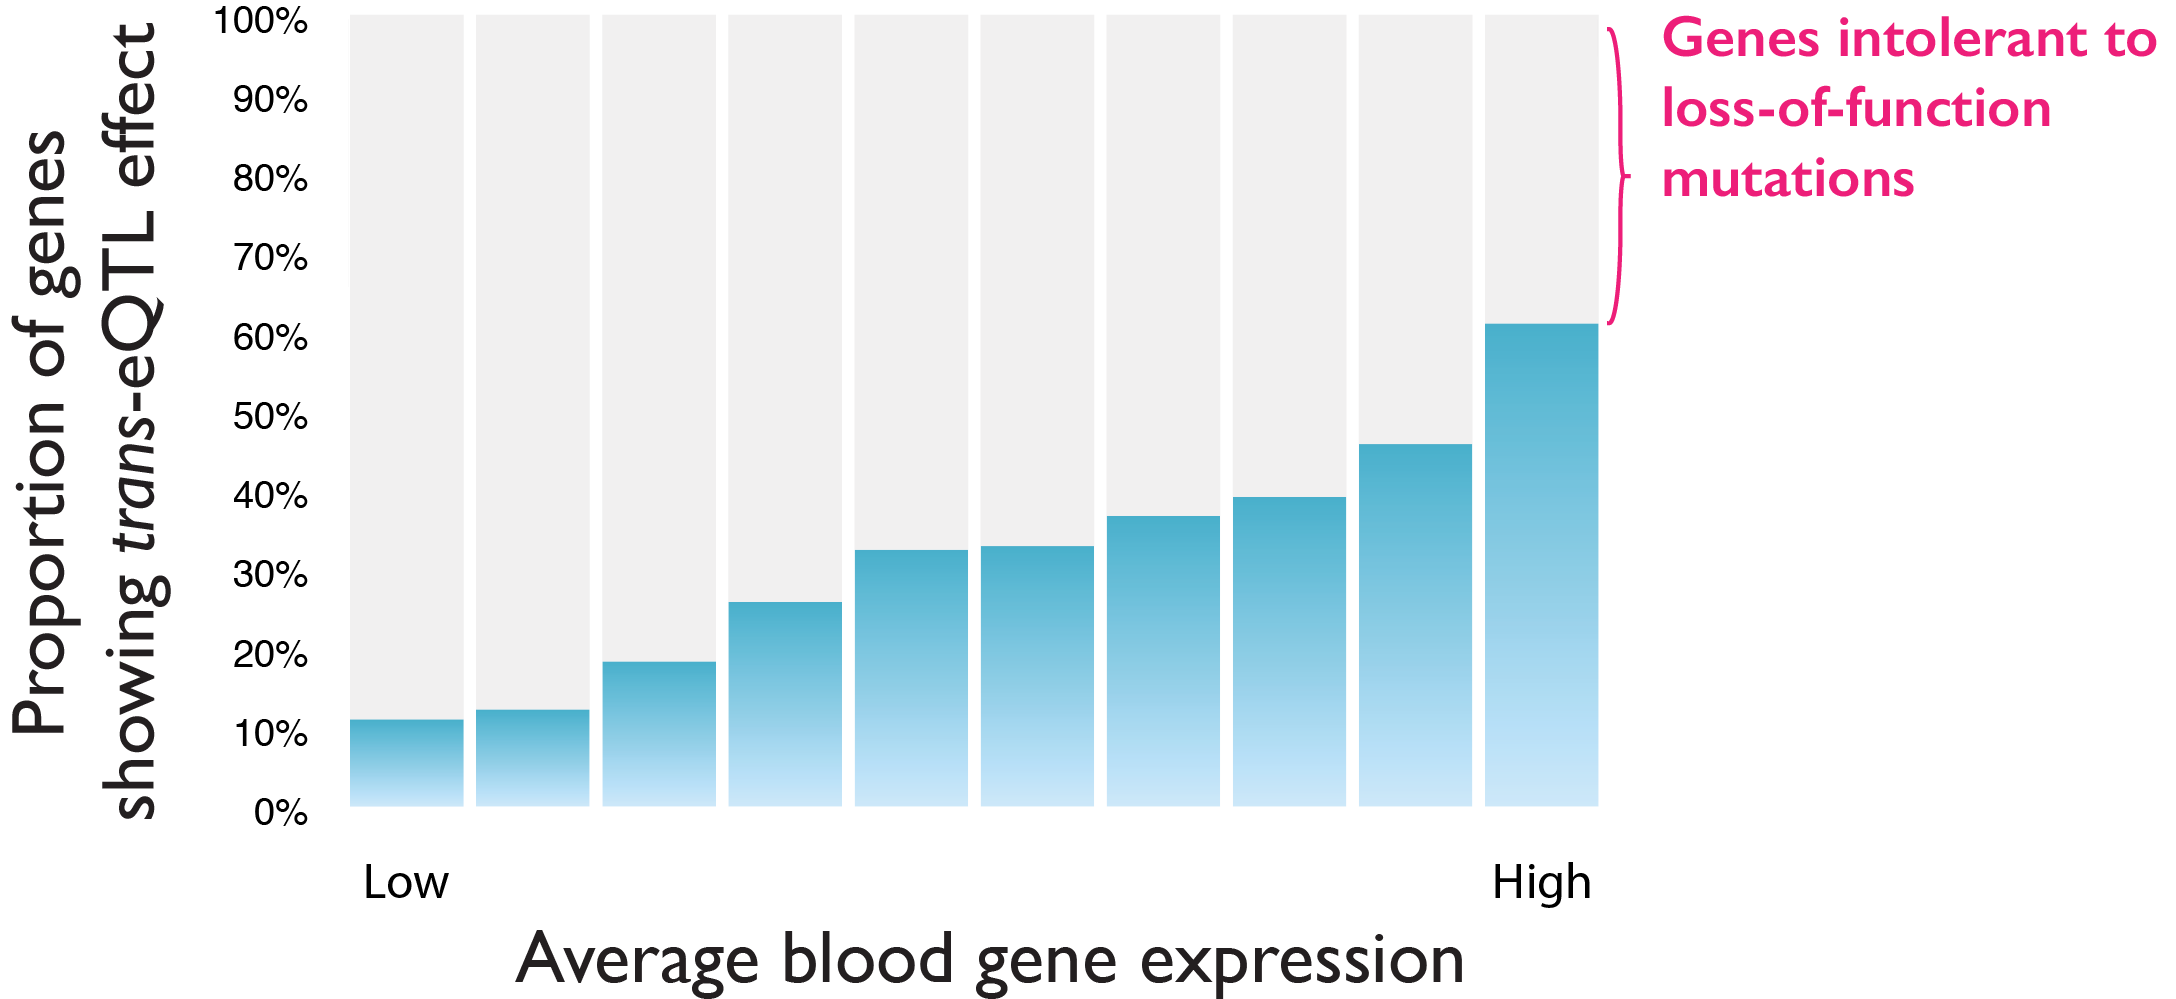 Proportion of genes
showing trans-eQTL effect
100%
90%
80%
70%
60%
50%
40%
30%
20%
10%
0%
Genes intolerant to
loss-of-function
mutations
Low
High
Average blood gene expression